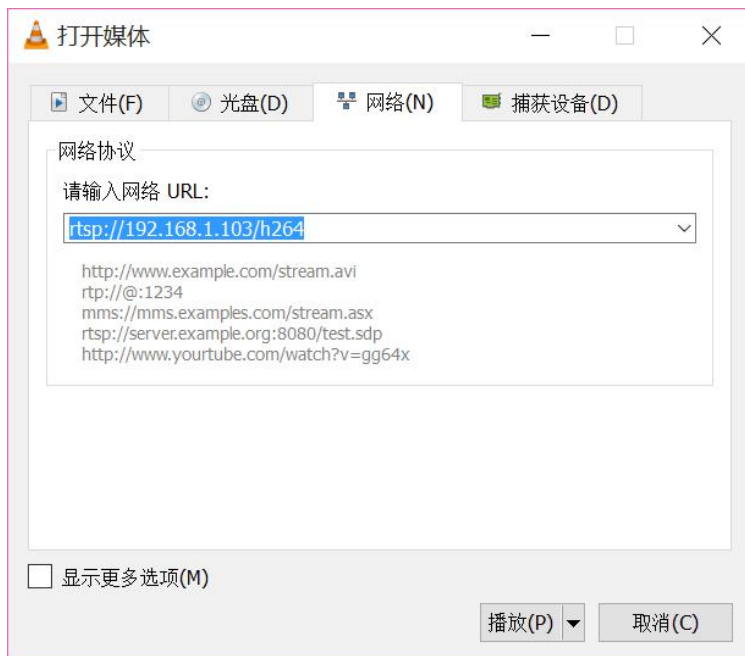 打开媒体
文件(F) 光盘(D) 网络(N) 捕获设备(D)
网络协议
请输入网络 URL:
rtsp://192.168.1.103/h264
http://www.example.com/stream.avi
rtp://@:1234
mms://mms.examples.com/stream.asx
rtsp://server.example.org:8080/test.sdp
http://www.yourtube.com/watch?v=gg64x
显示更多选项(M)
播放(P) 取消(C)